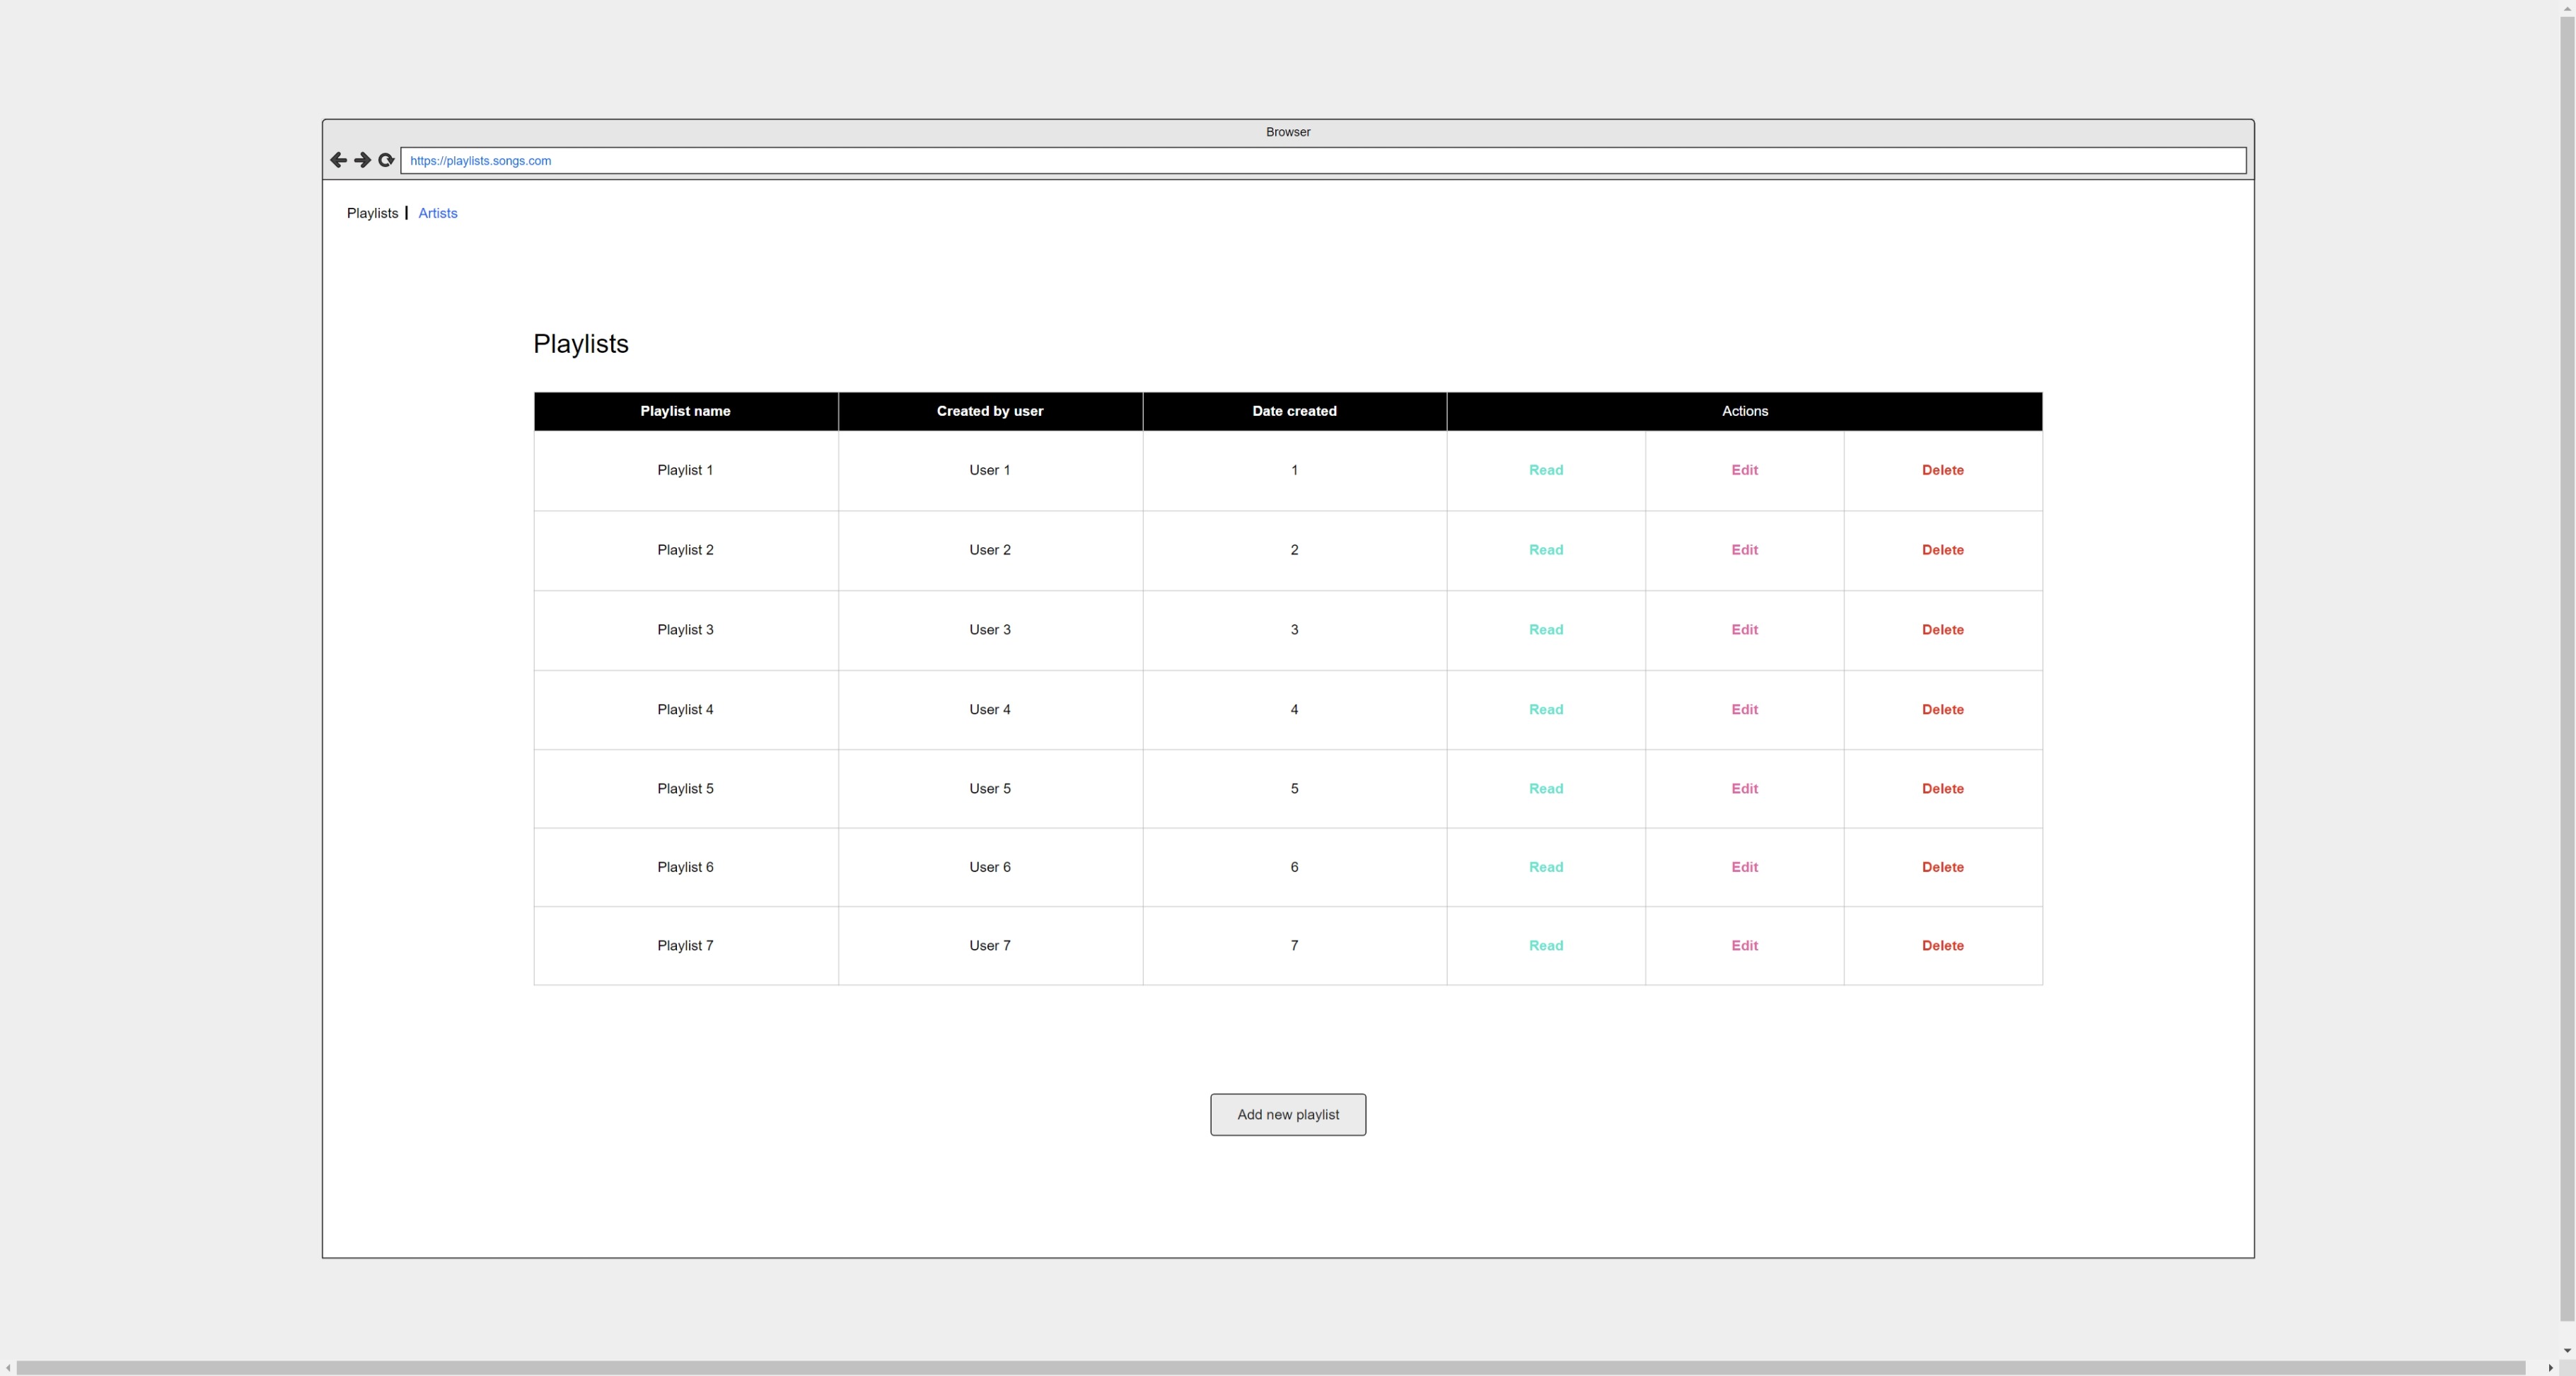 Browser
https://playlists.songs.com
Playlists | Artists
Playlists
Playlist name Created by user Date created Actions
Playlist 1 User 1 1 Read Edit Delete
Playlist 2 User 2 2 Read Edit Delete
Playlist 3 User 3 3 Read Edit Delete
Playlist 4 User 4 4 Read Edit Delete
Playlist 5 User 5 5 Read Edit Delete
Playlist 6 User 6 6 Read Edit Delete
Playlist 7 User 7 7 Read Edit Delete
Add new playlist